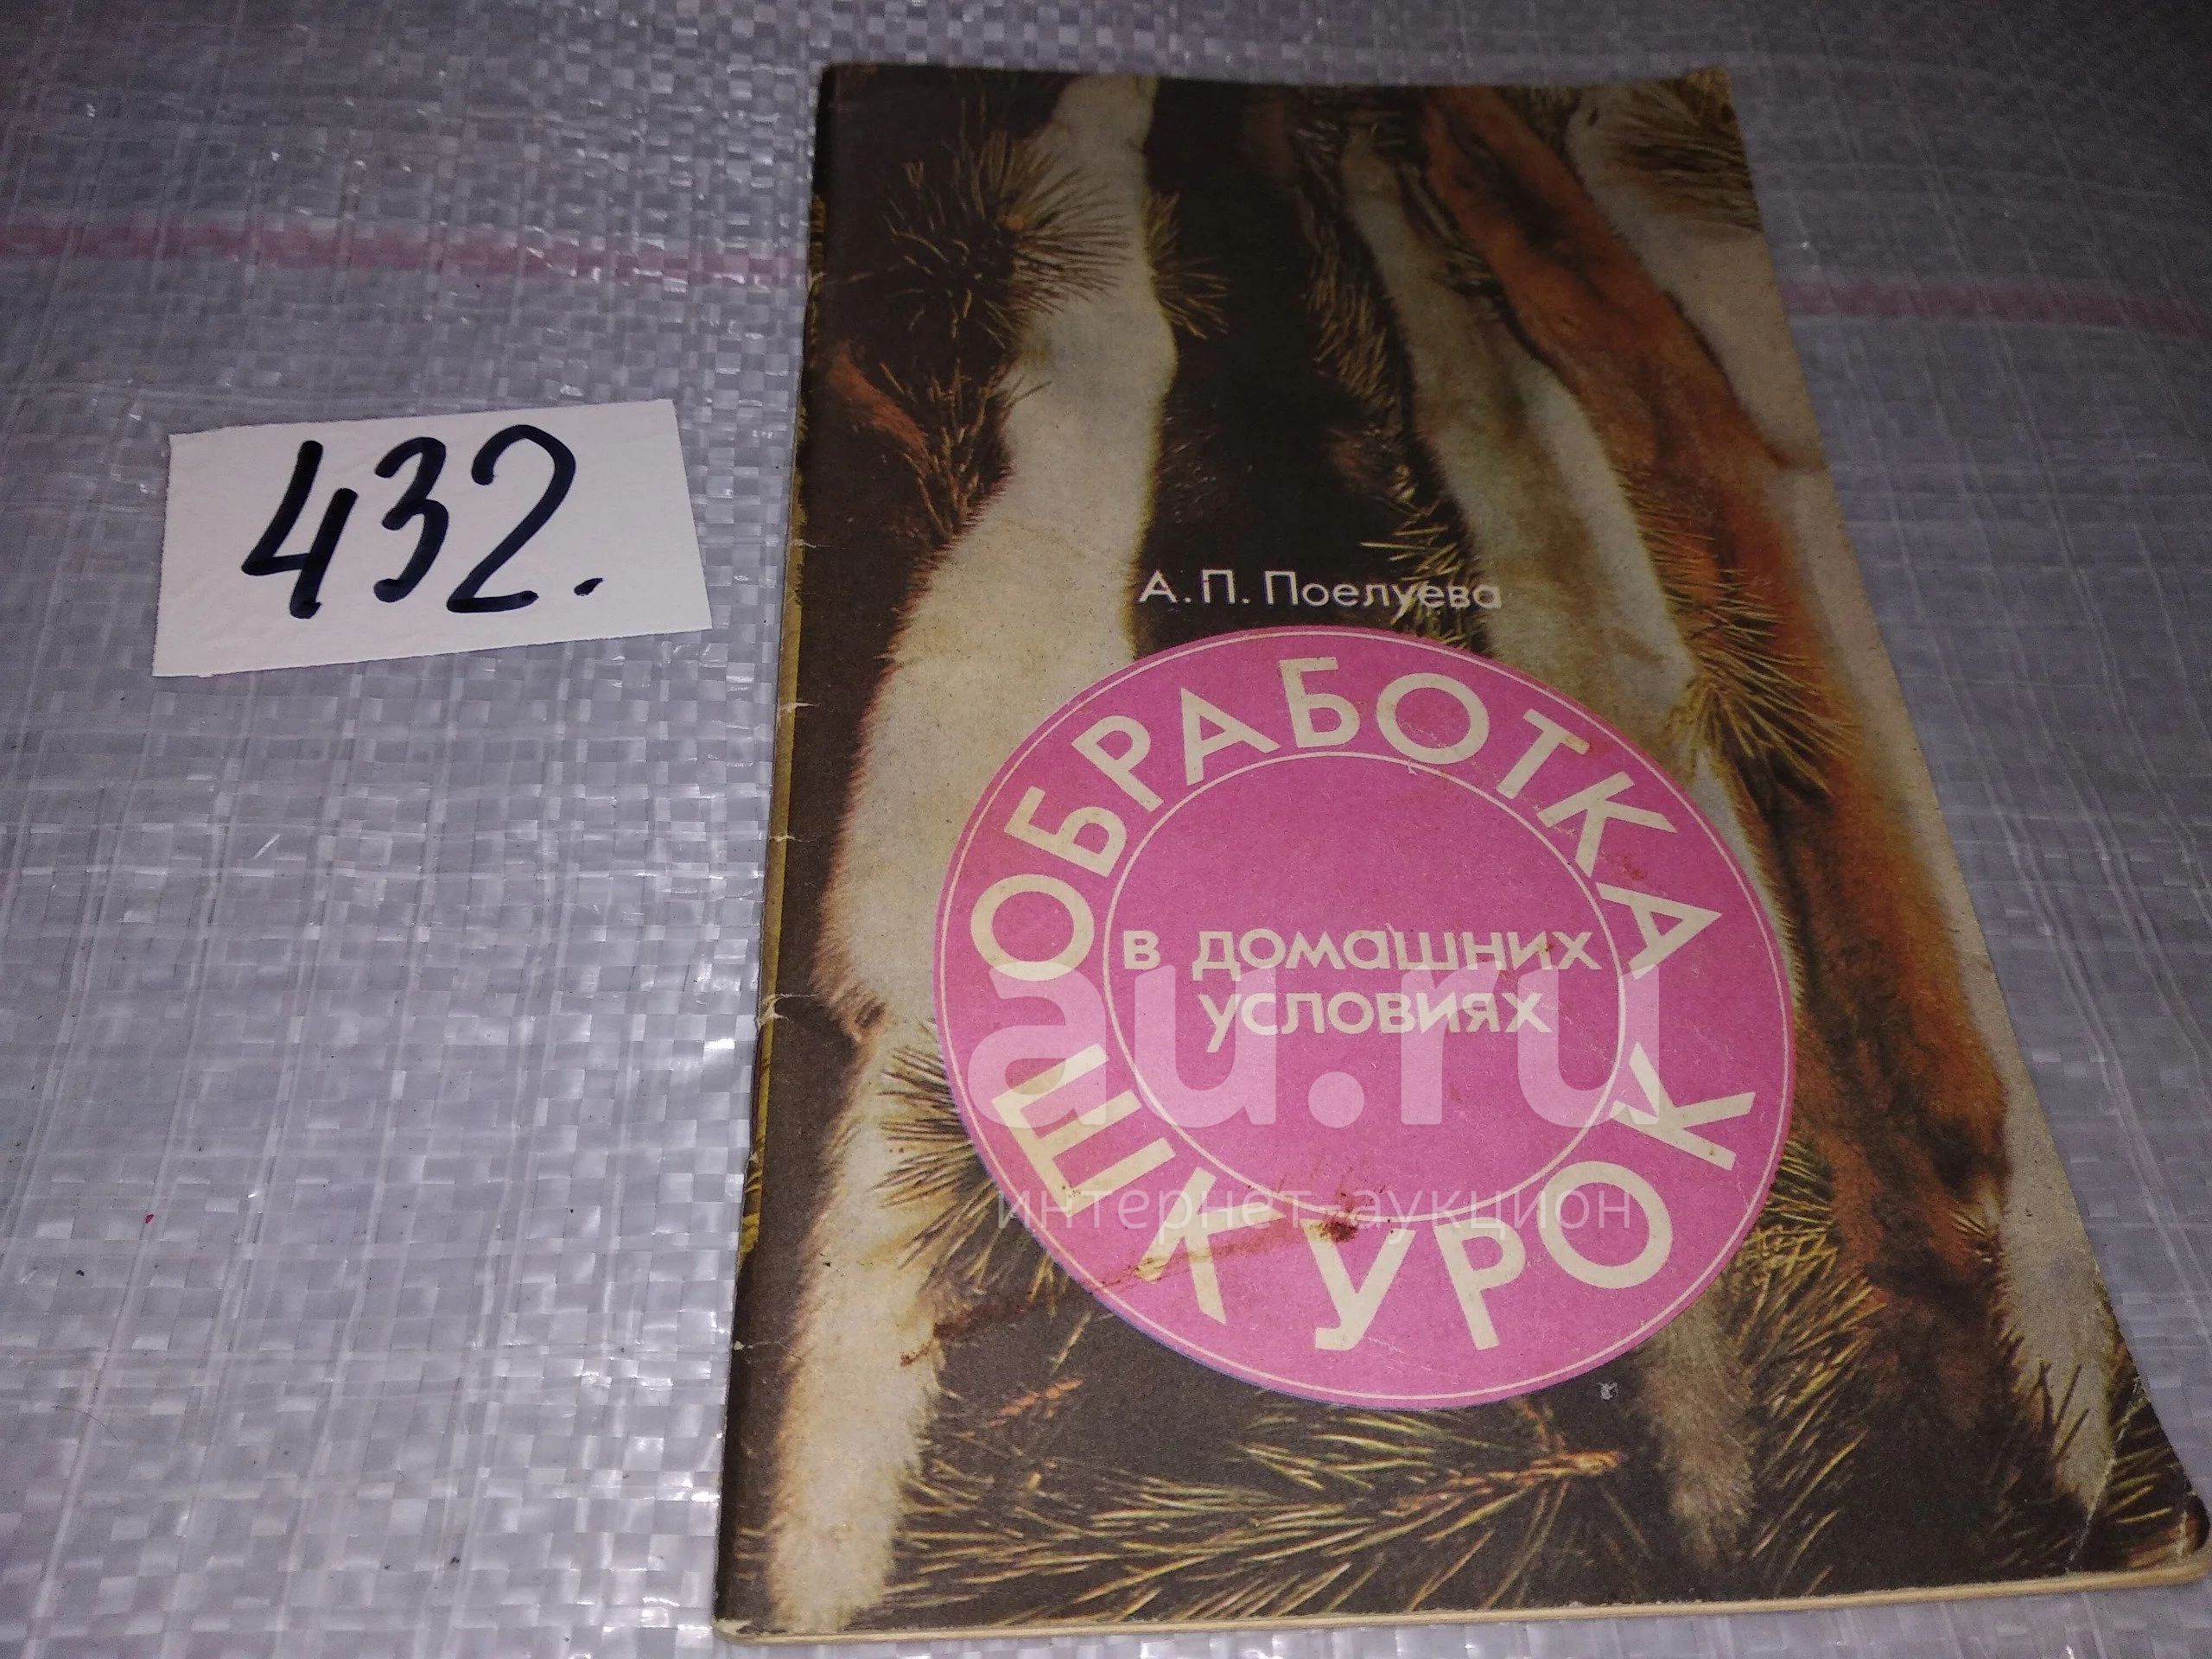 432.
А.П. Поелуева
ОБРАБОТКА
ШКУРОК
в домашних
условиях
au.ru
интернет-аукцион